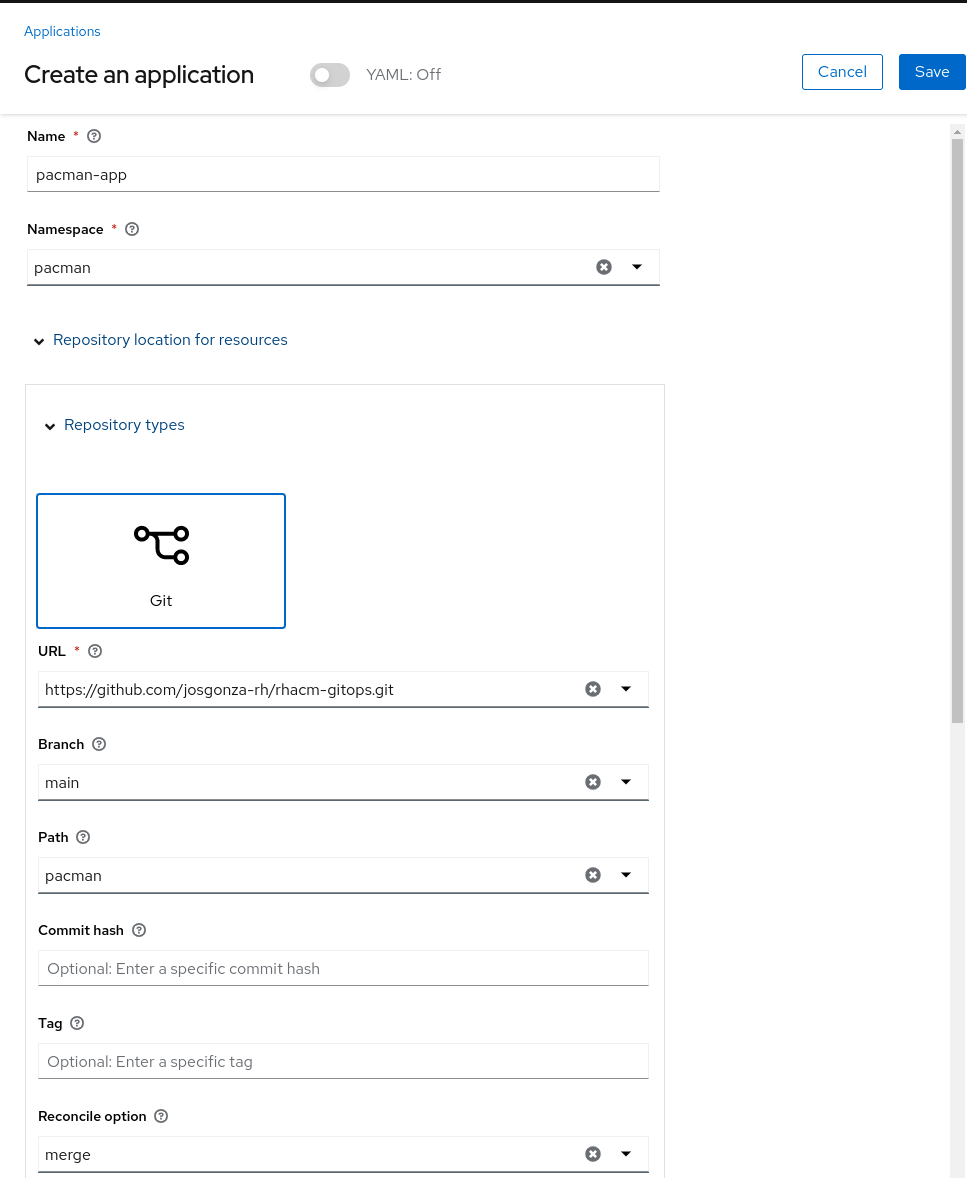 Applications
Create an application
YAML: Off
Cancel
Save
Name *
pacman-app
Namespace *
pacman
Repository location for resources
Repository types
Git
URL *
https://github.com/josgonza-rh/rhacm-gitops.git
Branch
main
Path
pacman
Commit hash
Optional: Enter a specific commit hash
Tag
Optional: Enter a specific tag
Reconcile option
merge